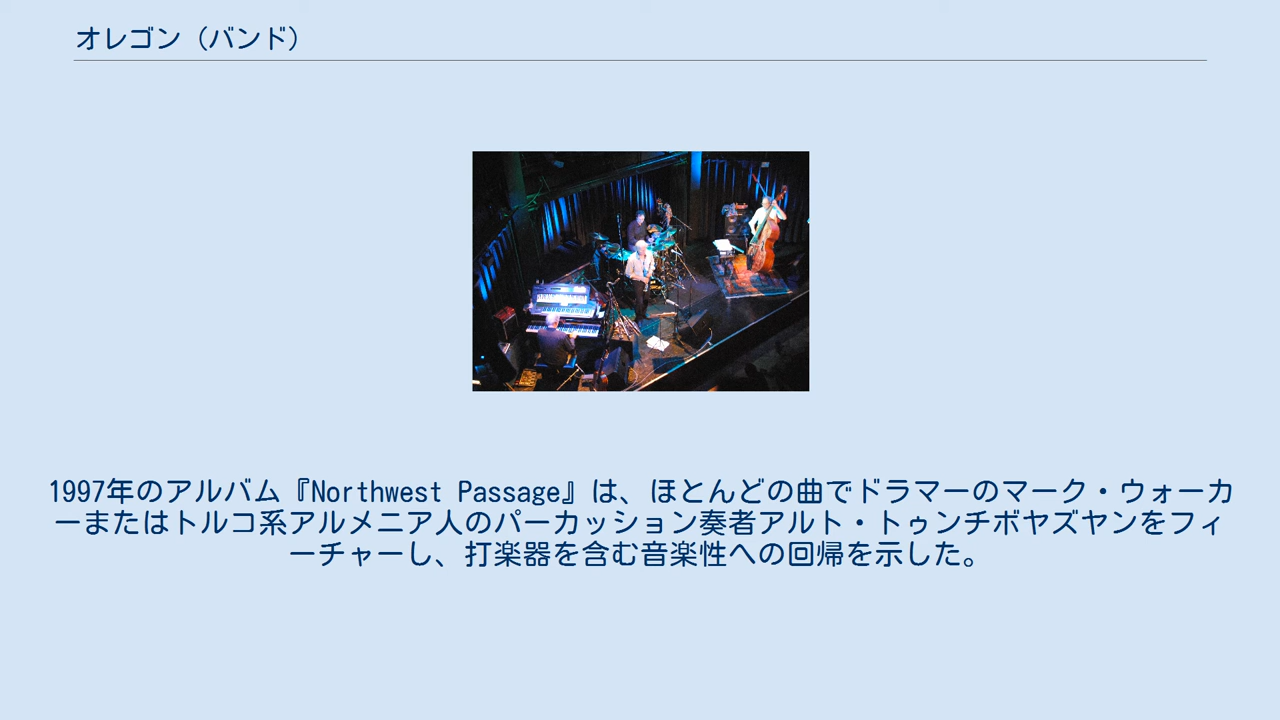 オレゴン（バンド）
1997年のアルバム『Northwest Passage』は、ほとんどの曲でドラマーのマーク・ウォーカ
ーまたはトルコ系アルメニア人のパーカッション奏者アルト・トゥンチボヤズヤンをフィ
ーチャーし、打楽器を含む音楽性への回帰を示した。